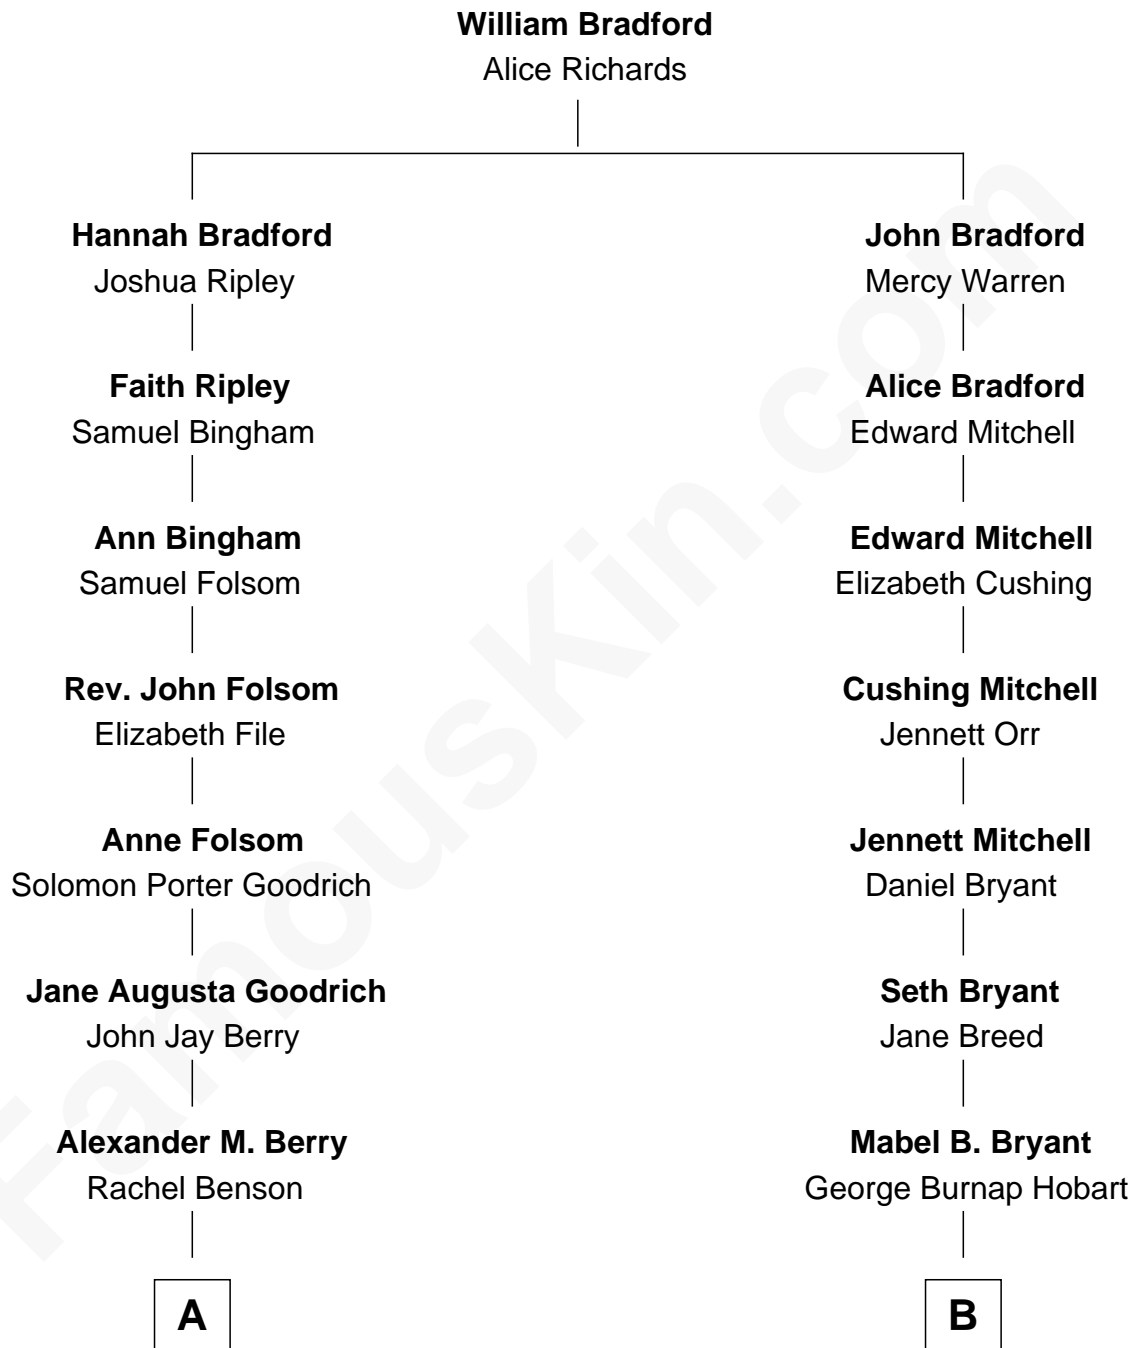 William Bradford
Alice Richards
Hannah Bradford
Joshua Ripley
John Bradford
Mercy Warren
Faith Ripley
Samuel Bingham
Alice Bradford
Edward Mitchell
Ann Bingham
Samuel Folsom
Edward Mitchell
Elizabeth Cushing
Rev. John Folsom
Elizabeth File
Cushing Mitchell
Jennett Orr
Anne Folsom
Solomon Porter Goodrich
Jennett Mitchell
Daniel Bryant
Jane Augusta Goodrich
John Jay Berry
Seth Bryant
Jane Breed
Alexander M. Berry
Rachel Benson
Mabel B. Bryant
George Burnap Hobart
A
B
FamousKin.com